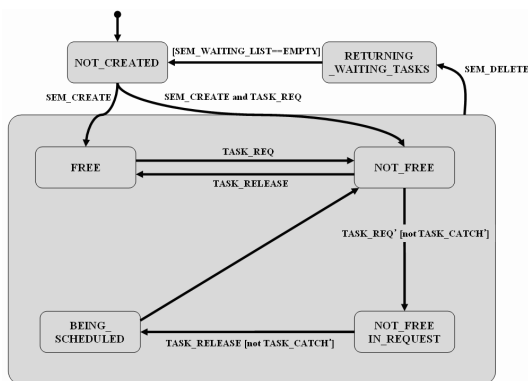 [SEM_WAITING_LIST==EMPTY]
NOT_CREATED
RETURNING
_WAITING_TASKS
SEM_DELETE
SEM_CREATE
SEM_CREATE and TASK_REQ
TASK_REQ
FREE
NOT_FREE
TASK_RELEASE
TASK_REQ' [not TASK_CATCH']
BEING_
SCHEDULED
NOT_FREE
IN_REQUEST
TASK_RELEASE [not TASK_CATCH']